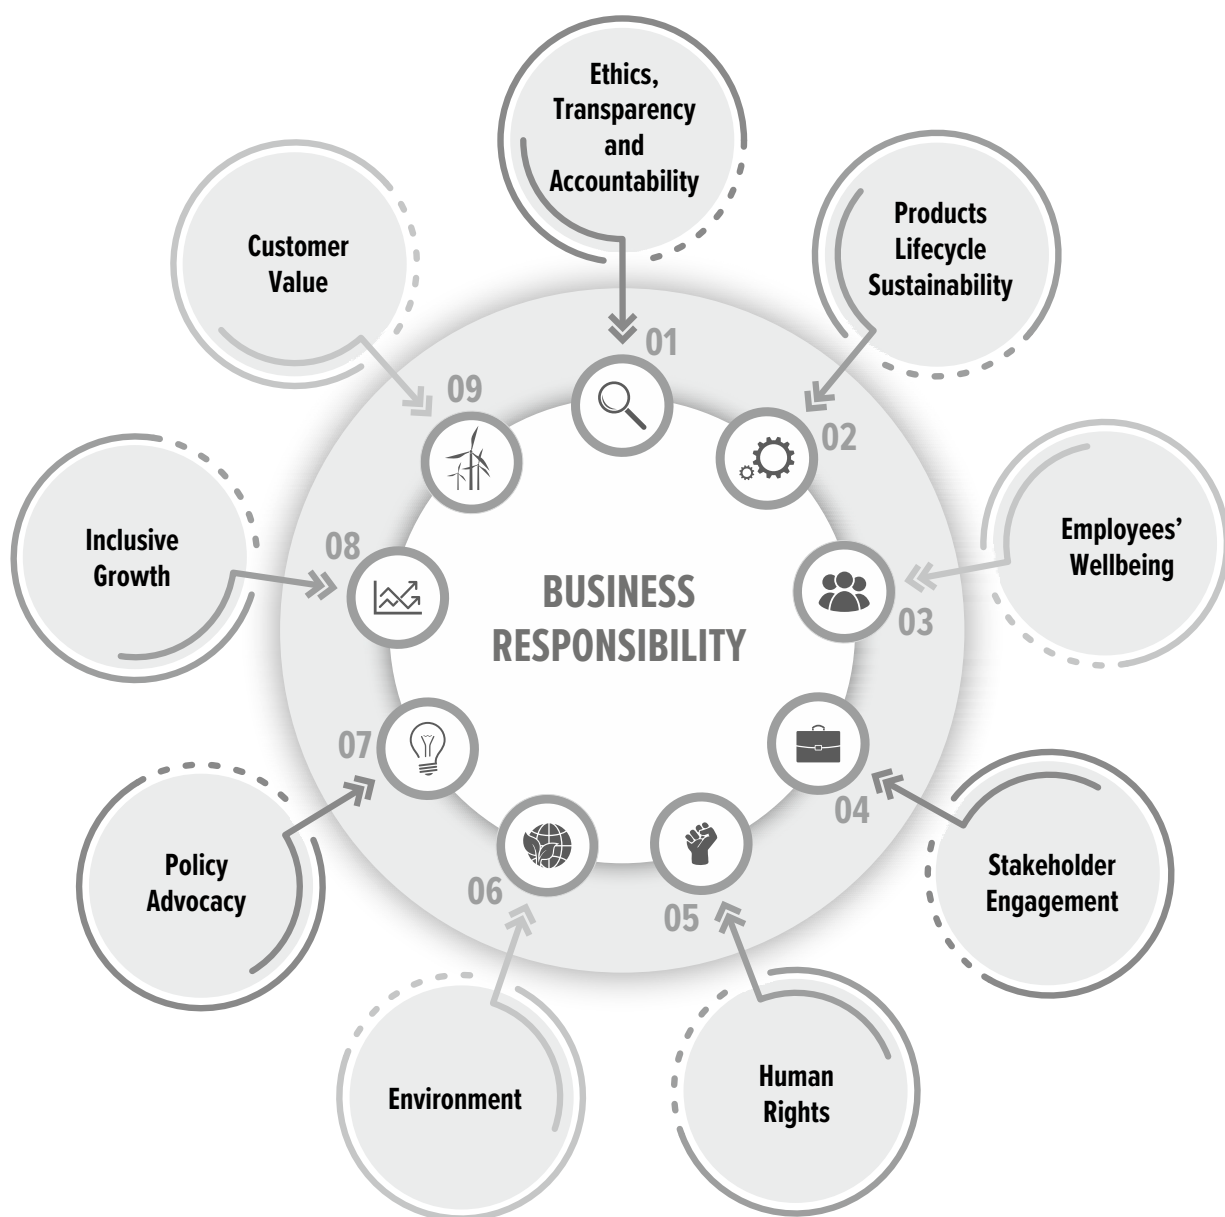 BUSINESS
RESPONSIBILITY
01
Ethics,
Transparency
and
Accountability
02
Products
Lifecycle
Sustainability
03
Employees’
Wellbeing
04
Stakeholder
Engagement
05
Human
Rights
06
Environment
07
Policy
Advocacy
08
Inclusive
Growth
09
Customer
Value